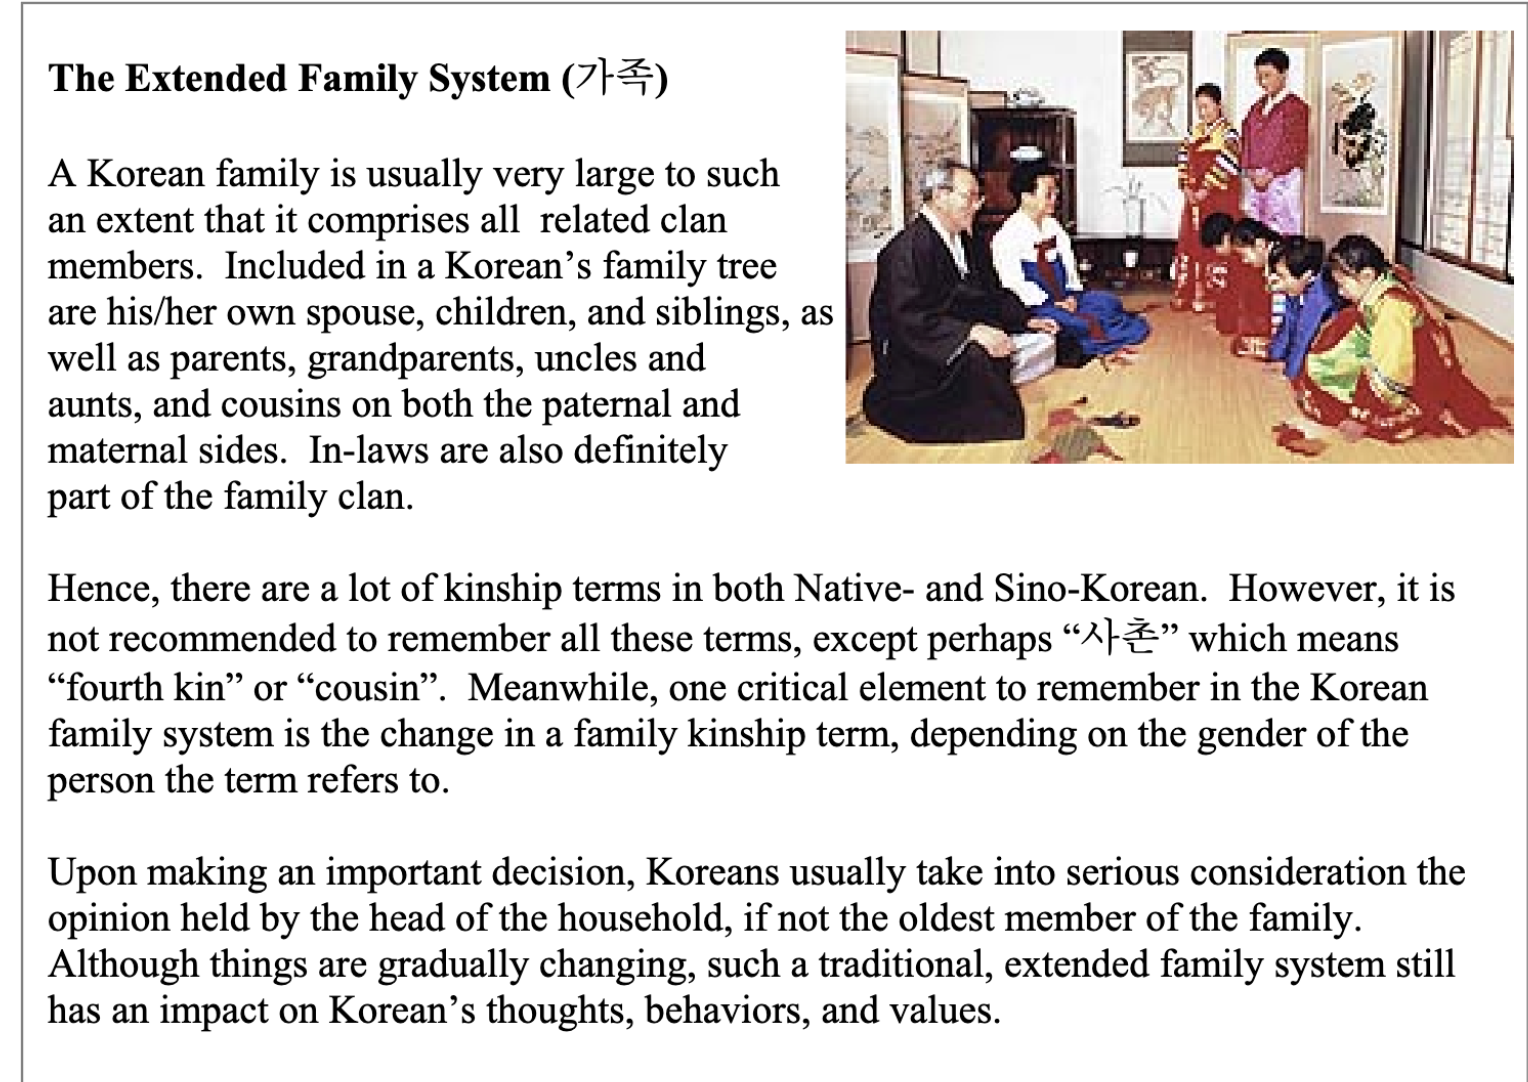 The Extended Family System (가족)
A Korean family is usually very large to such
an extent that it comprises all  related clan
members.  Included in a Korean’s family tree
are his/her own spouse, children, and siblings, as
well as parents, grandparents, uncles and
aunts, and cousins on both the paternal and
maternal sides.  In-laws are also definitely
part of the family clan.
Hence, there are a lot of kinship terms in both Native- and Sino-Korean.  However, it is
not recommended to remember all these terms, except perhaps “사촌” which means
“fourth kin” or “cousin”.  Meanwhile, one critical element to remember in the Korean
family system is the change in a family kinship term, depending on the gender of the
person the term refers to.
Upon making an important decision, Koreans usually take into serious consideration the
opinion held by the head of the household, if not the oldest member of the family.
Although things are gradually changing, such a traditional, extended family system still
has an impact on Korean’s thoughts, behaviors, and values.